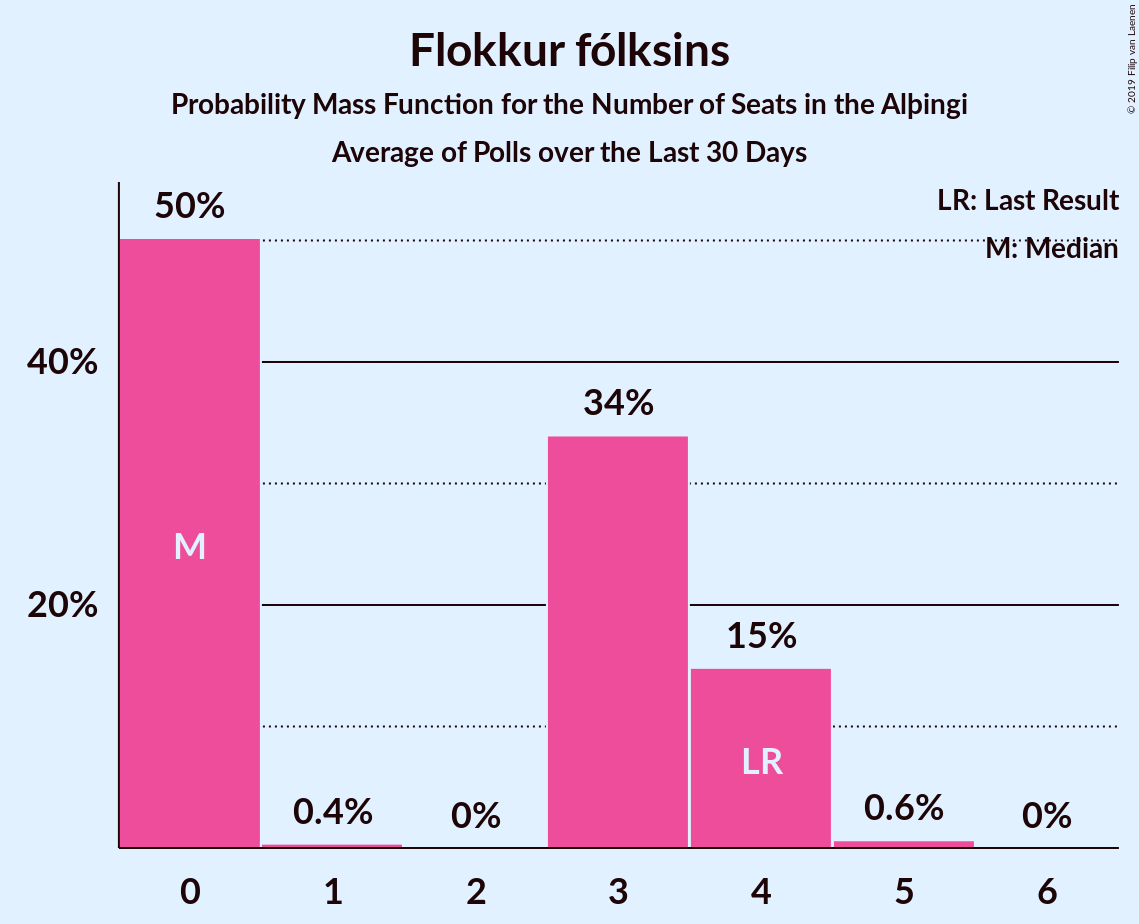 Flokkur fólksins
Probability Mass Function for the Number of Seats in the Alþingi
Average of Polls over the Last 30 Days
© 2019 Filip van Laenen
LR: Last Result
M: Median
50%
40%
34%
M
20%
15%
LR
0.4%
0%
0.6%
0%
0 1 2 3 4 5 6